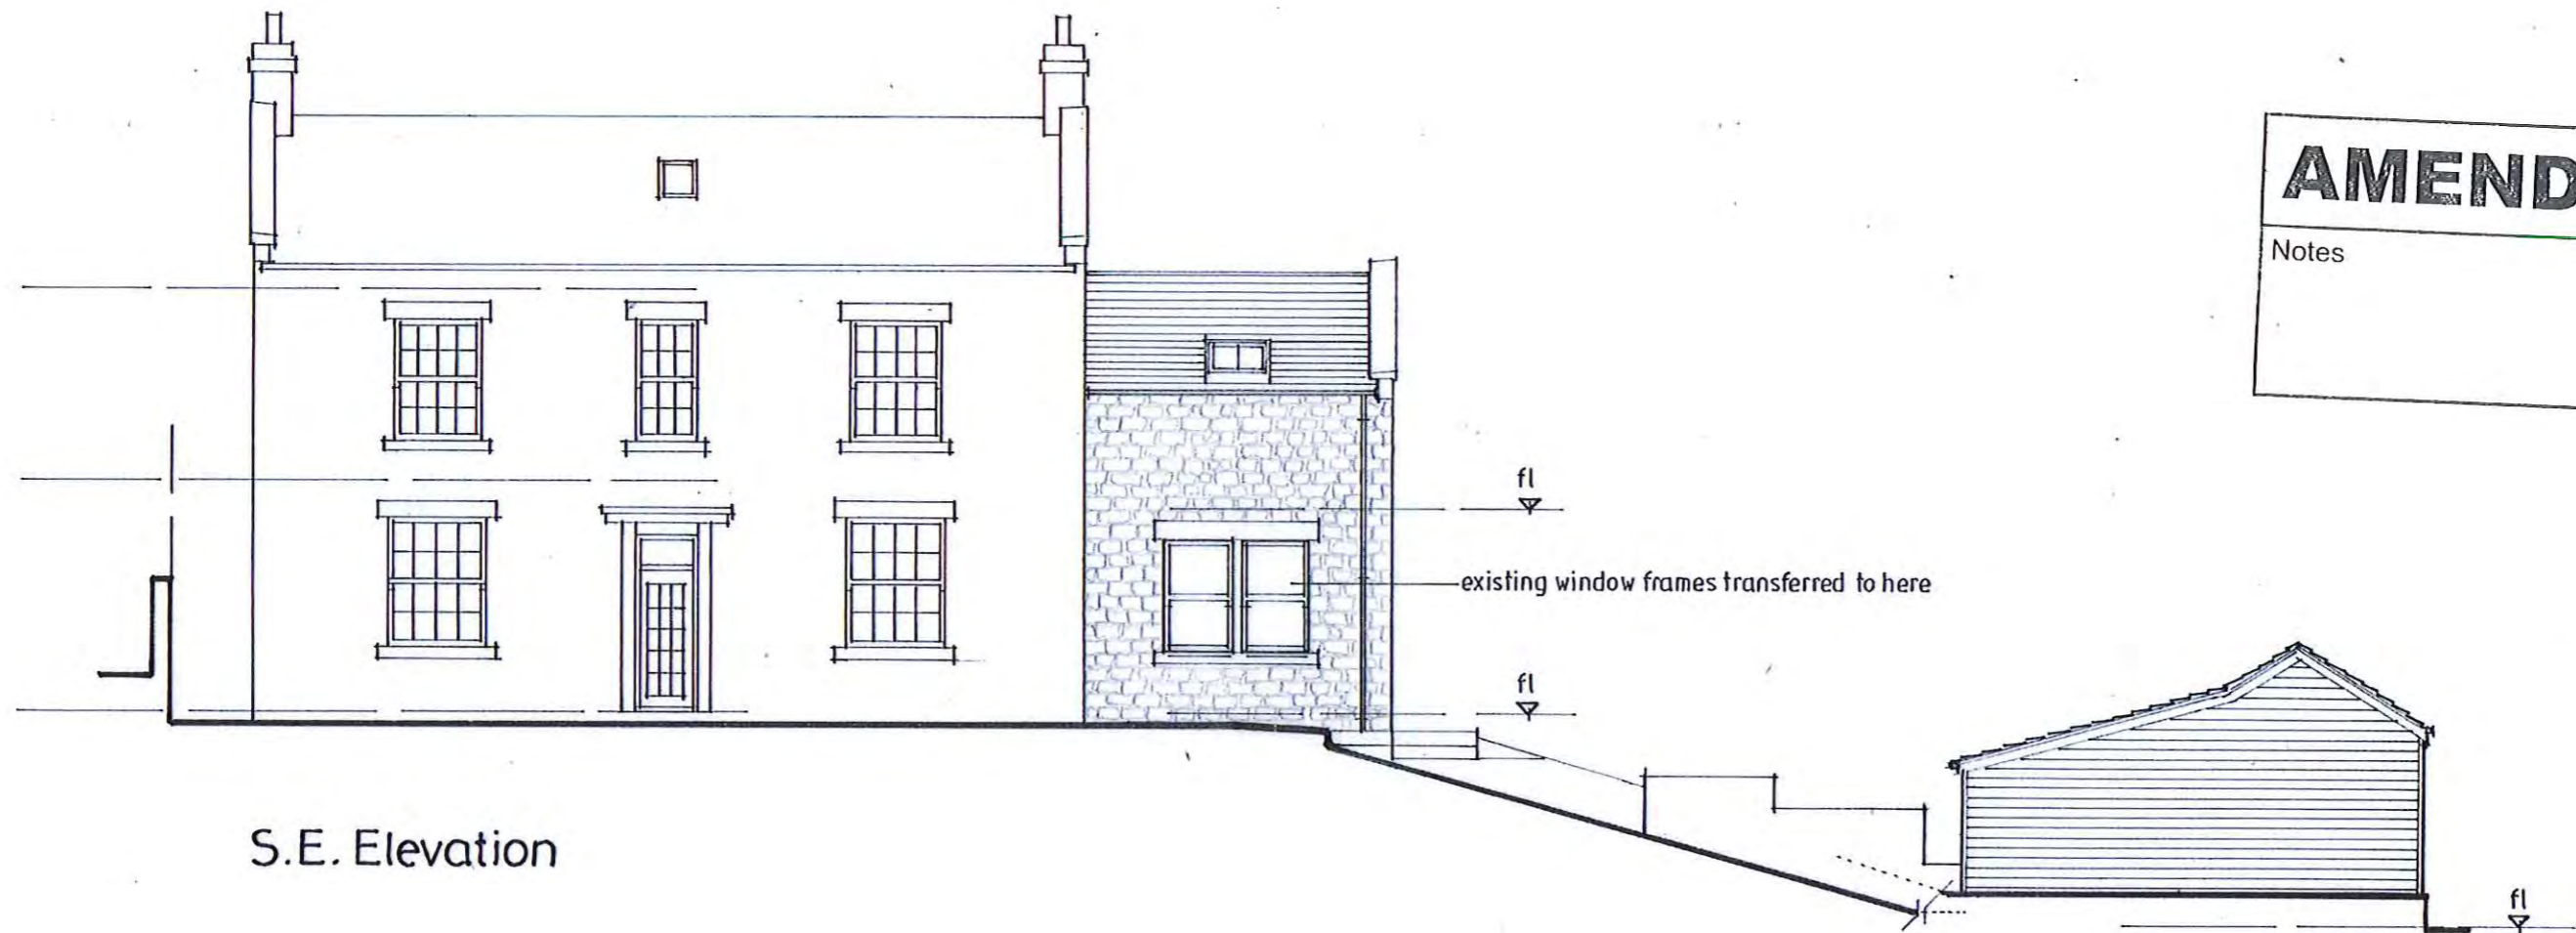 AMEND
Notes
fl
existing window frames transferred to here
fl
S.E. Elevation
fl